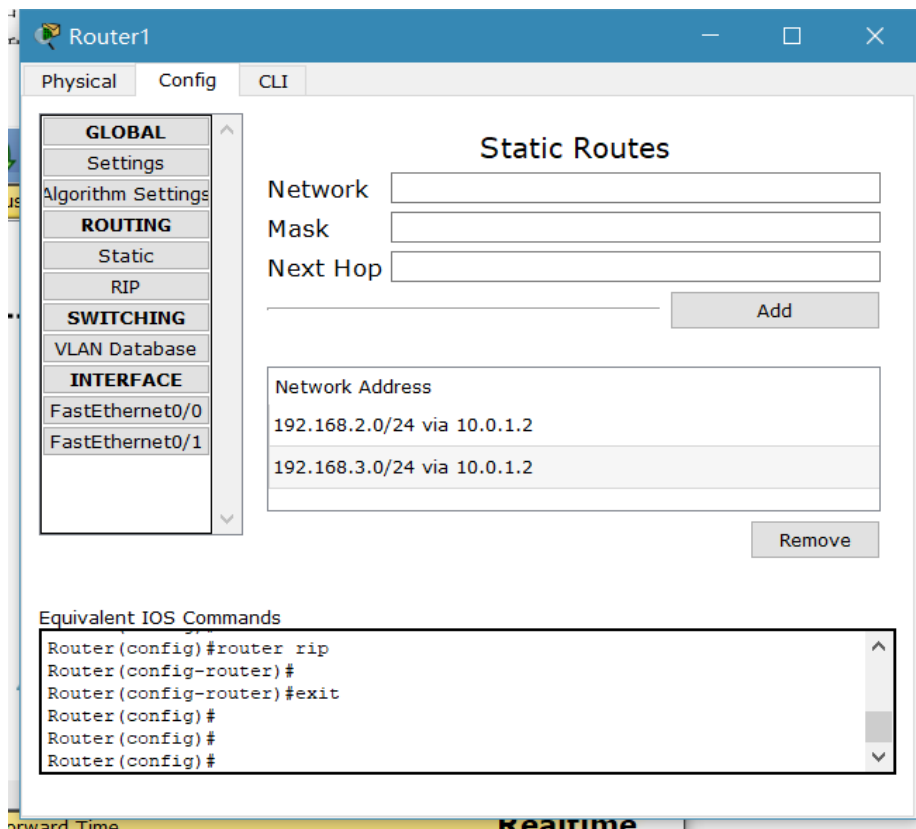 Router1
Physical Config CLI
GLOBAL
Settings
Algorithm Settings
ROUTING
Static
RIP
SWITCHING
VLAN Database
INTERFACE
FastEthernet0/0
FastEthernet0/1
Static Routes
Network
Mask
Next Hop
Add
Network Address
192.168.2.0/24 via 10.0.1.2
192.168.3.0/24 via 10.0.1.2
Remove
Equivalent IOS Commands
Router(config)#router rip
Router(config-router)#
Router(config-router)#exit
Router(config)#
Router(config)#
Router(config)#
orward Time
Realtime